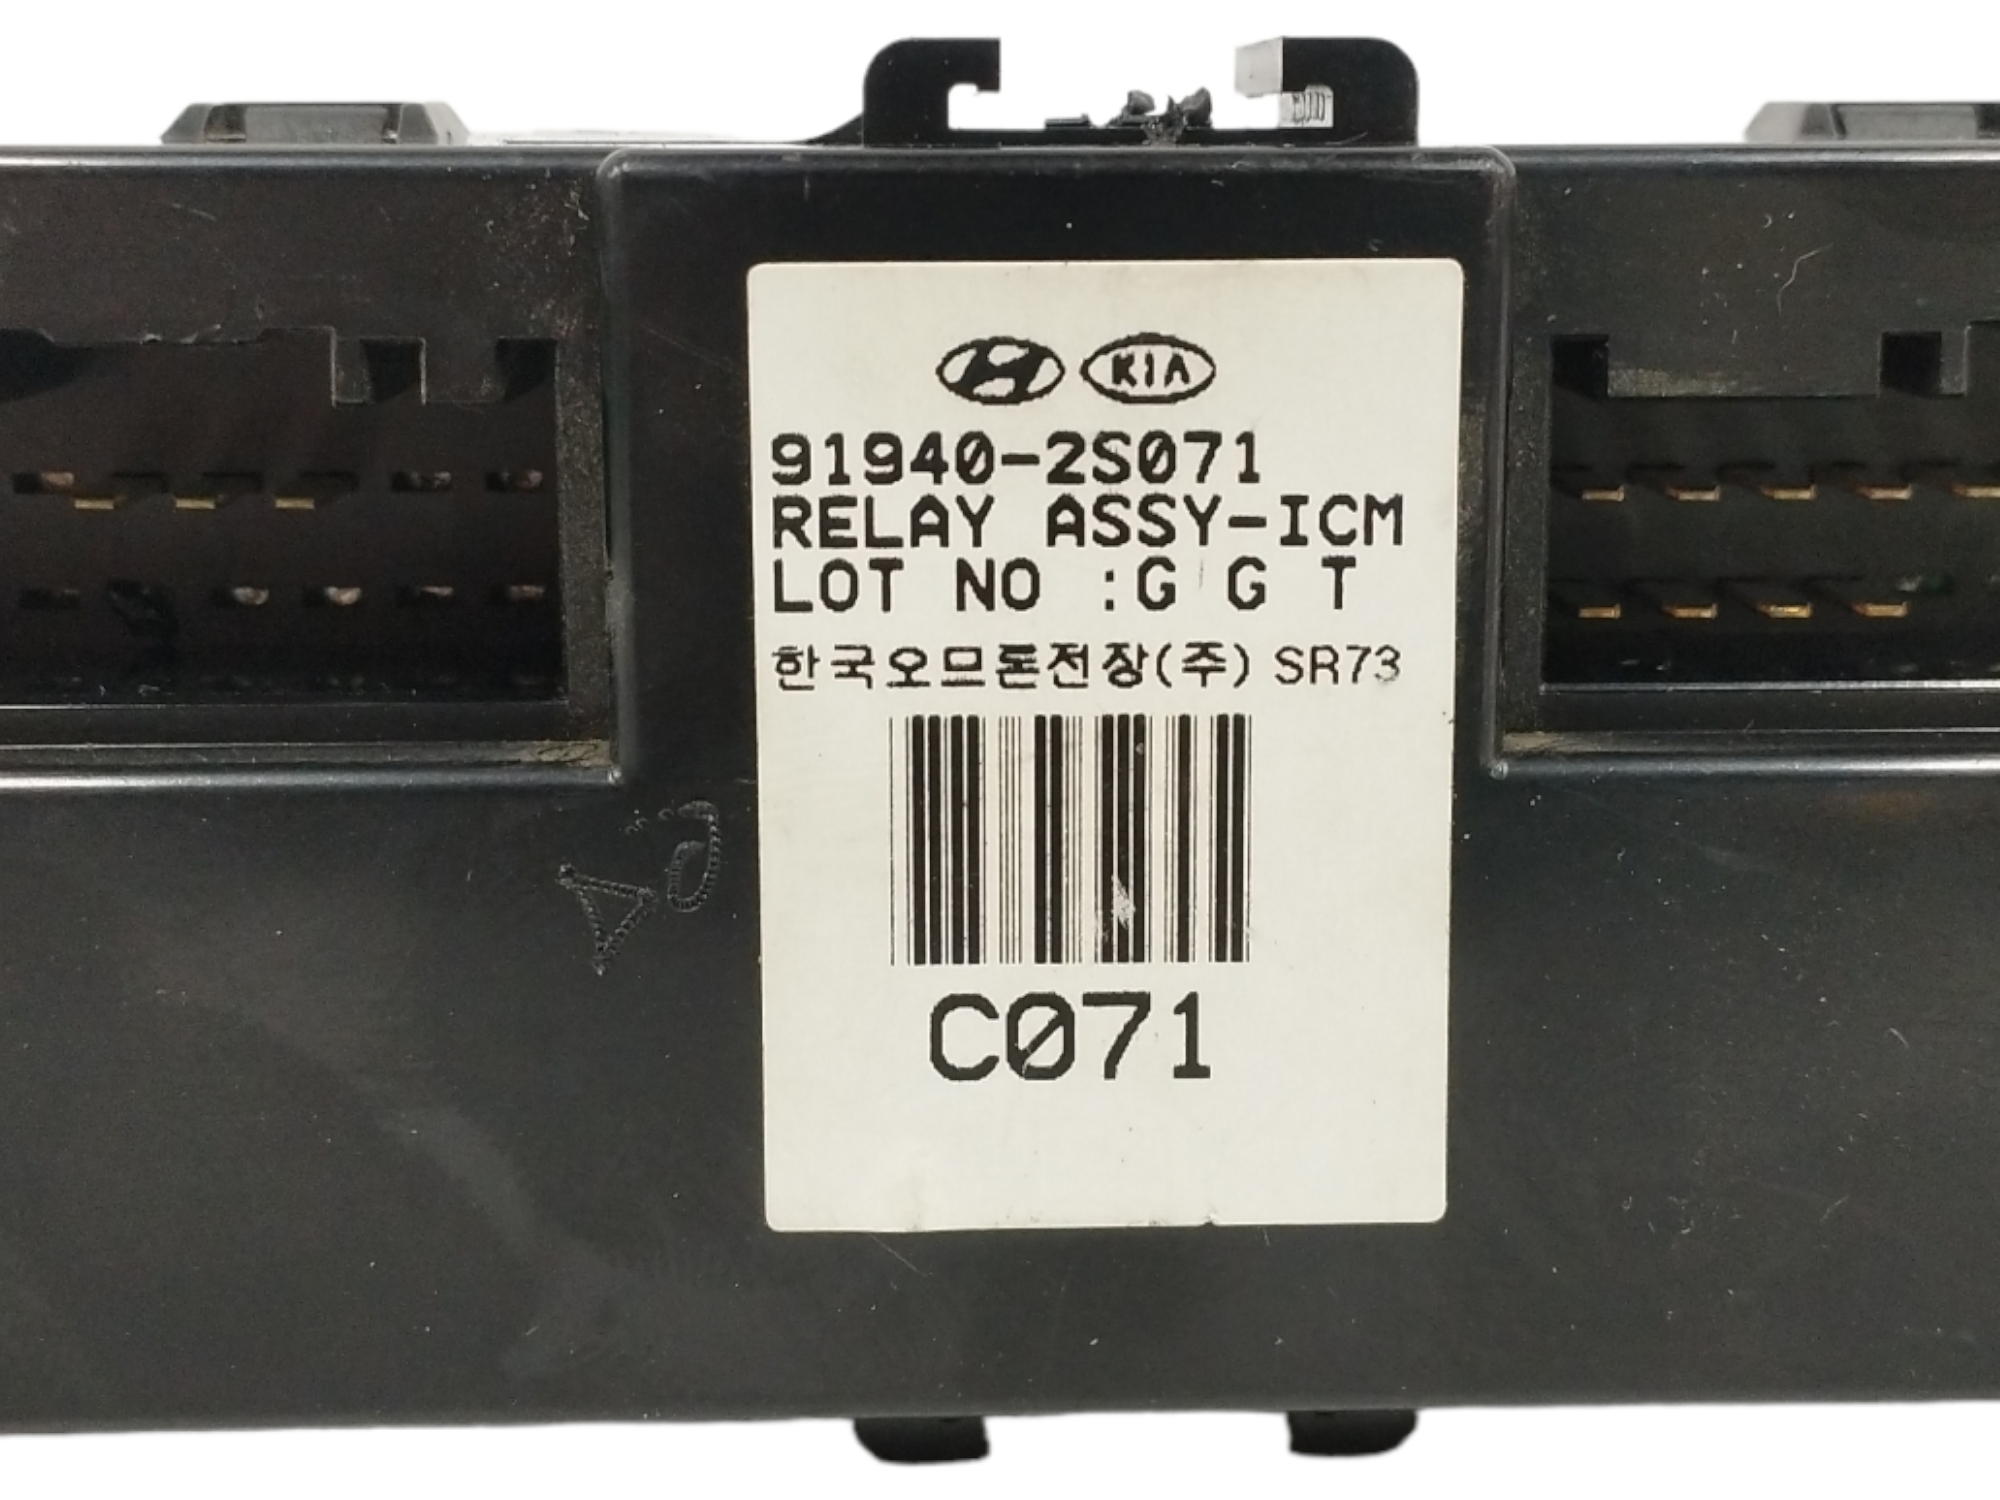 KIA
91940-2S071
RELAY ASSY-ICM
LOT NO :G G T
한국오므론전장(주) SR73
C071